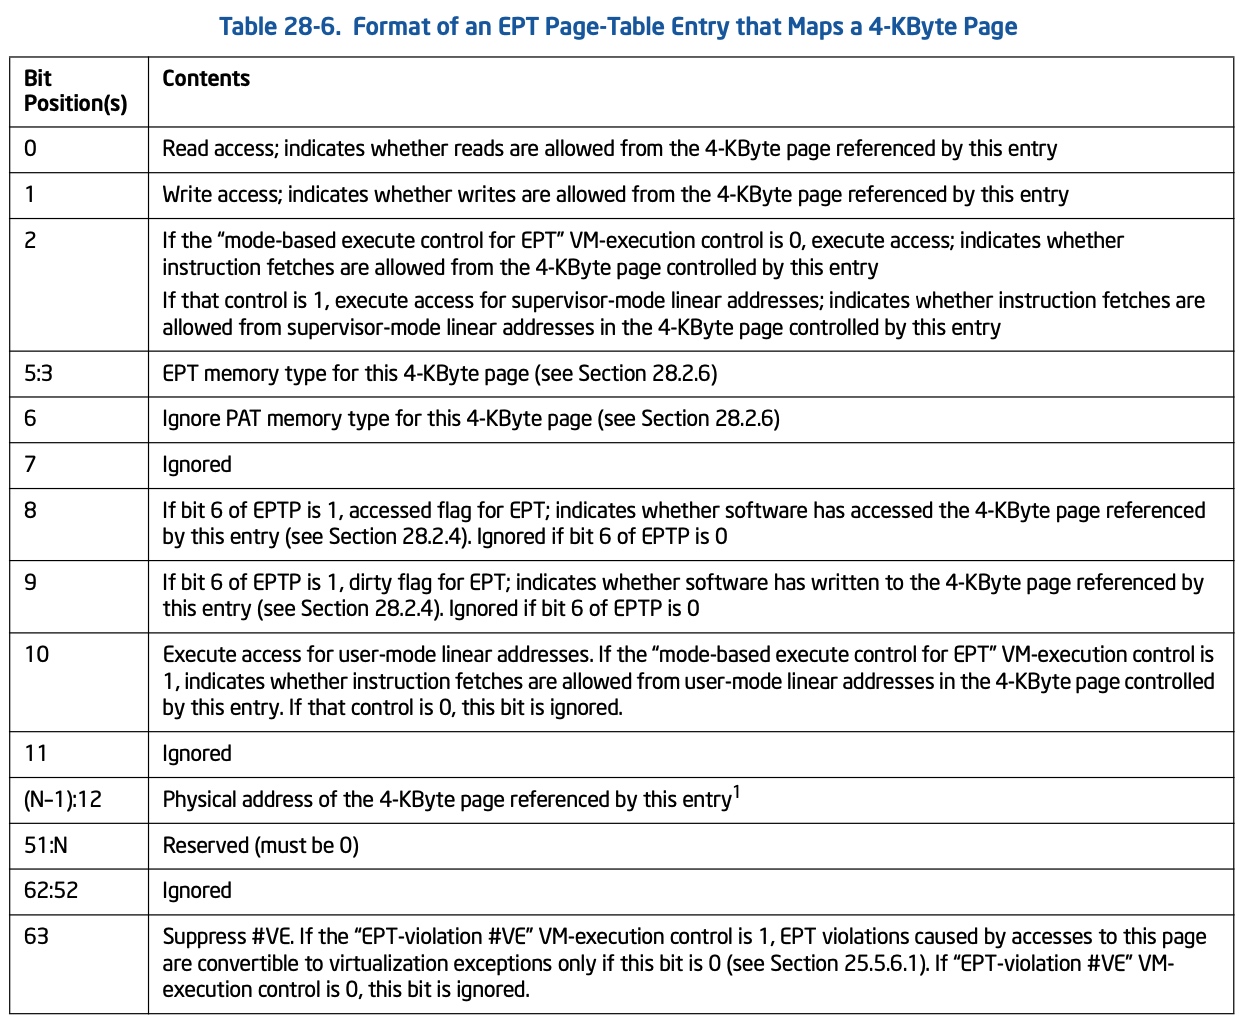 Table 28-6. Format of an EPT Page-Table Entry that Maps a 4-KByte Page
Bit
Position(s)
Contents
0
Read access; indicates whether reads are allowed from the 4-KByte page referenced by this entry
1
Write access; indicates whether writes are allowed from the 4-KByte page referenced by this entry
2
If the “mode-based execute control for EPT” VM-execution control is 0, execute access; indicates whether
instruction fetches are allowed from the 4-KByte page controlled by this entry
If that control is 1, execute access for supervisor-mode linear addresses; indicates whether instruction fetches are
allowed from supervisor-mode linear addresses in the 4-KByte page controlled by this entry
5:3
EPT memory type for this 4-KByte page (see Section 28.2.6)
6
Ignore PAT memory type for this 4-KByte page (see Section 28.2.6)
7
Ignored
8
If bit 6 of EPTP is 1, accessed flag for EPT; indicates whether software has accessed the 4-KByte page referenced
by this entry (see Section 28.2.4). Ignored if bit 6 of EPTP is 0
9
If bit 6 of EPTP is 1, dirty flag for EPT; indicates whether software has written to the 4-KByte page referenced by
this entry (see Section 28.2.4). Ignored if bit 6 of EPTP is 0
10
Execute access for user-mode linear addresses. If the “mode-based execute control for EPT” VM-execution control is
1, indicates whether instruction fetches are allowed from user-mode linear addresses in the 4-KByte page controlled
by this entry. If that control is 0, this bit is ignored.
11
Ignored
(N–1):12
Physical address of the 4-KByte page referenced by this entry1
51:N
Reserved (must be 0)
62:52
Ignored
63
Suppress #VE. If the “EPT-violation #VE” VM-execution control is 1, EPT violations caused by accesses to this page
are convertible to virtualization exceptions only if this bit is 0 (see Section 25.5.6.1). If “EPT-violation #VE” VM-
execution control is 0, this bit is ignored.